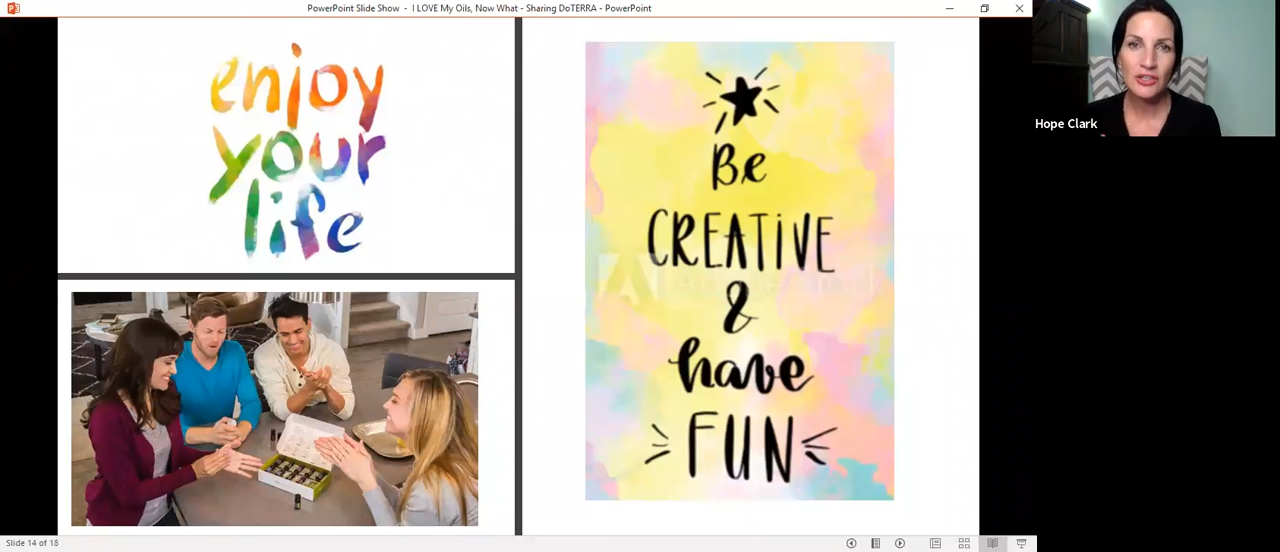 PowerPoint Slide Show - I LOVE My Oils, Now What - Sharing DoTERRA - PowerPoint
enjoy
your
life
Be
CREATIVE
&
have
FUN
Hope Clark
Slide 14 of 18